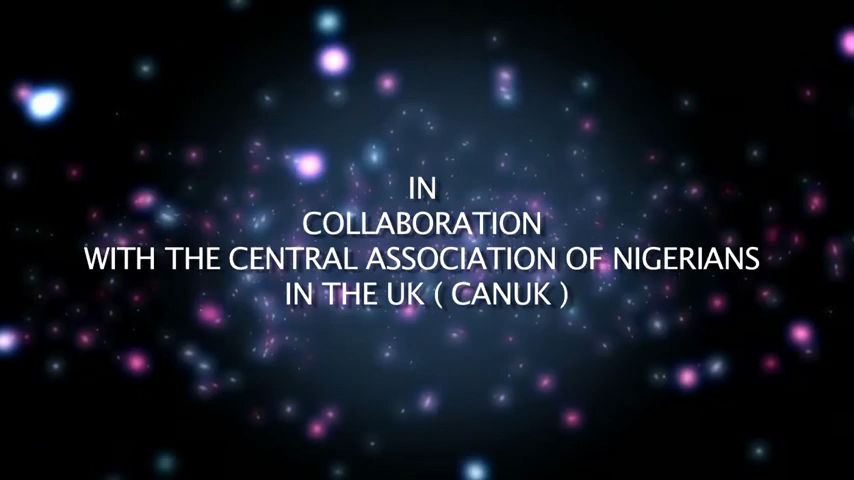 IN
COLLABORATION
WITH THE CENTRAL ASSOCIATION OF NIGERIANS
IN THE UK ( CANUK )